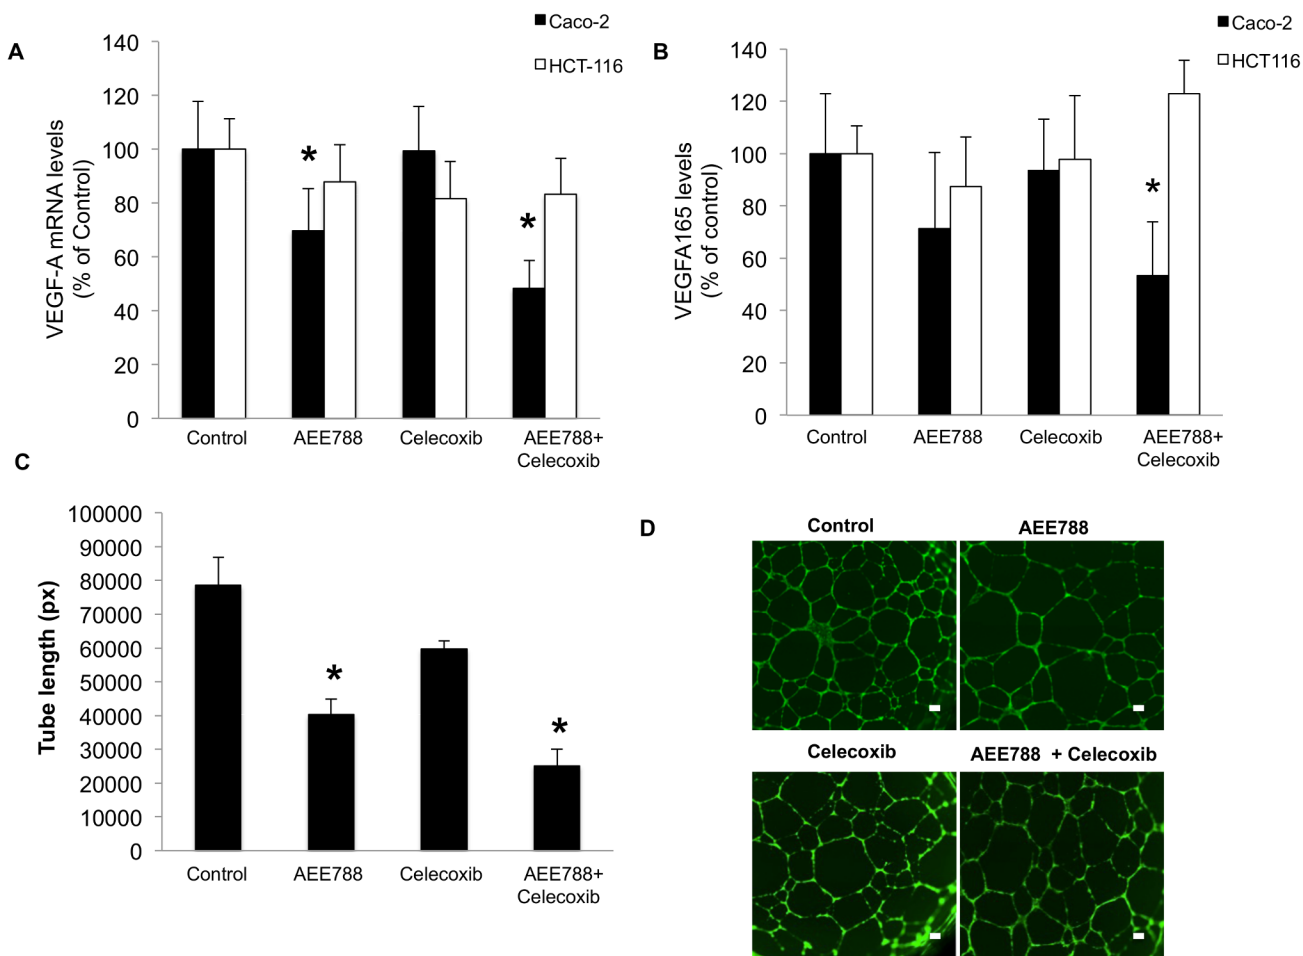 A
Caco-2
HCT-116
VEGF-A mRNA levels
(% of Control)
140
120
100
80
60
40
20
0
*
*
Control
AEE788
Celecoxib
AEE788+
Celecoxib
B
Caco-2
HCT116
VEGFA165 levels
(% of control)
140
120
100
80
60
40
20
0
*
Control
AEE788
Celecoxib
AEE788+
Celecoxib
C
Tube length (px)
100000
90000
80000
70000
60000
50000
40000
30000
20000
10000
0
*
*
Control
AEE788
Celecoxib
AEE788+
Celecoxib
D
Control
AEE788
Celecoxib
AEE788 + Celecoxib